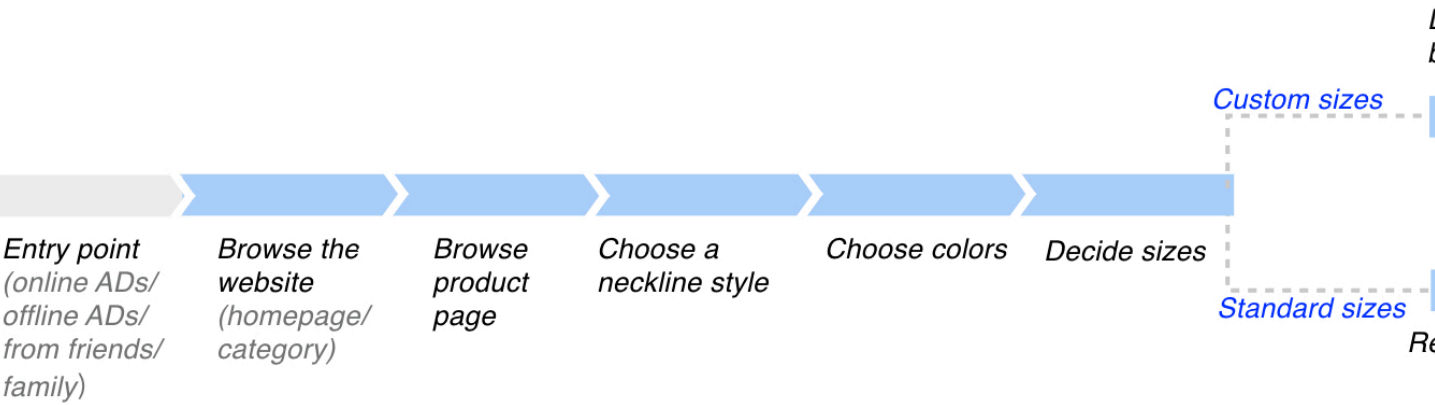 Custom sizes
Entry point
(online ADs/
offline ADs/
from friends/
family)
Browse the
website
(homepage/
category)
Browse
product
page
Choose a
neckline style
Choose colors
Decide sizes
Standard sizes